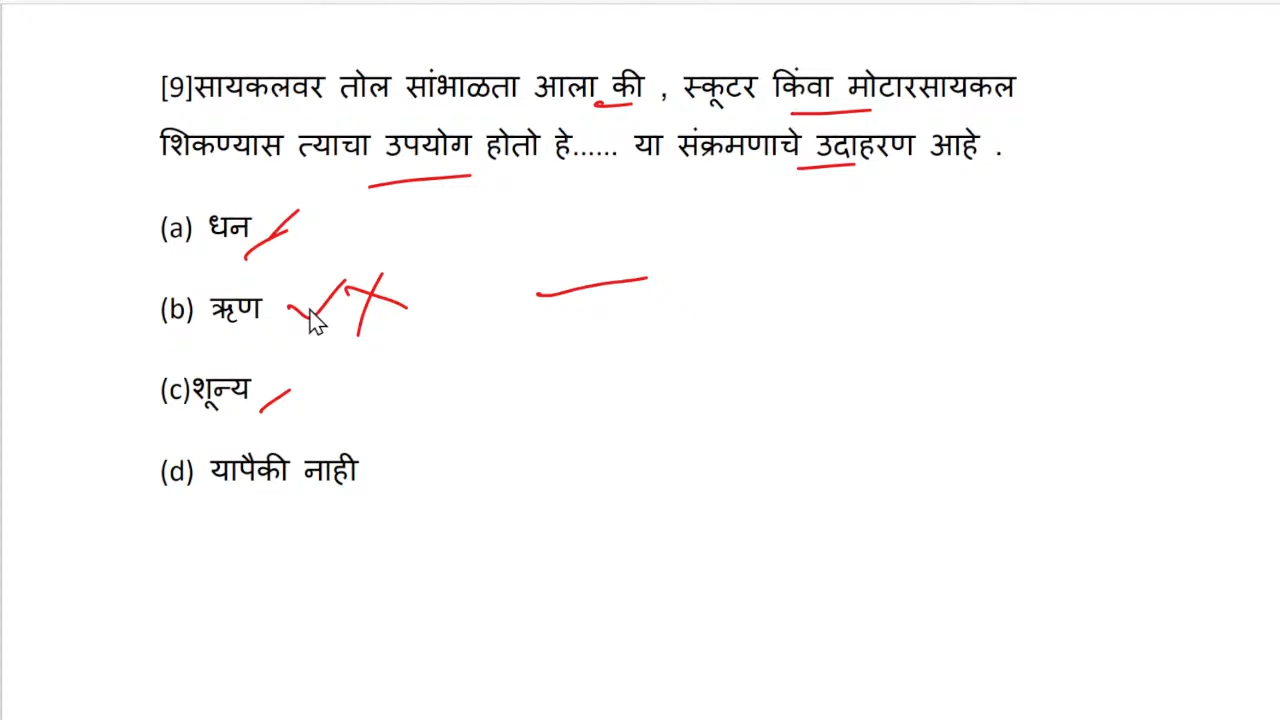 [9]सायकलवर तोल सांभाळता आला की , स्कूटर किंवा मोटारसायकल
शिकण्यास त्याचा उपयोग होतो हे...... या संक्रमणाचे उदाहरण आहे .
(a) धन
(b) ऋण
(c)शून्य
(d) यापैकी नाही